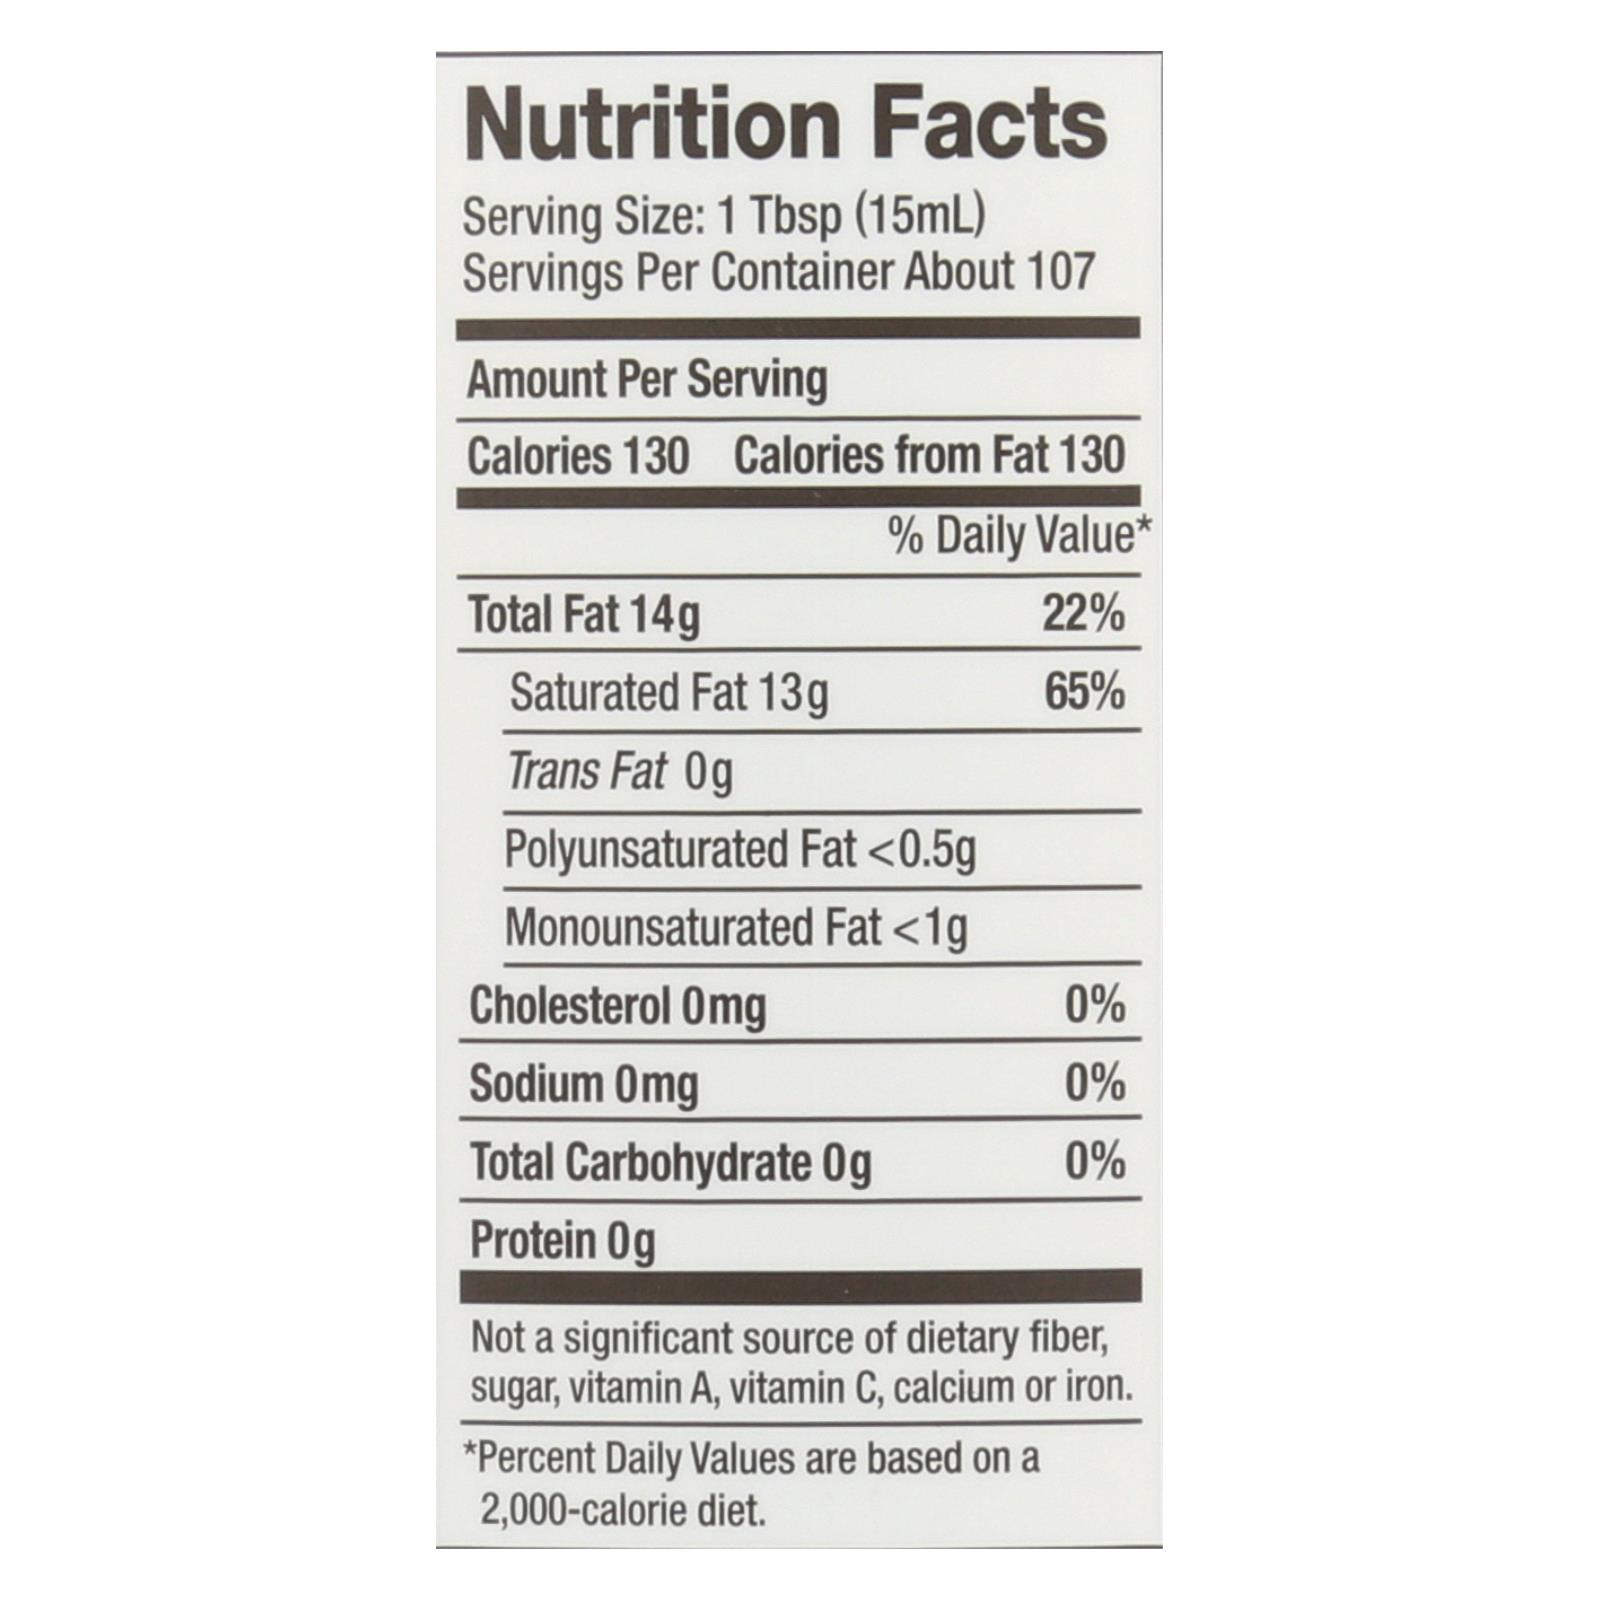 Nutrition Facts
Serving Size: 1 Tbsp (15mL)
Servings Per Container About 107
Amount Per Serving
Calories 130 Calories from Fat 130
% Daily Value*
Total Fat 14g 22%
Saturated Fat 13g 65%
Trans Fat 0g
Polyunsaturated Fat <0.5g
Monounsaturated Fat <1g
Cholesterol 0mg 0%
Sodium 0mg 0%
Total Carbohydrate 0g 0%
Protein 0g
Not a significant source of dietary fiber,
sugar, vitamin A, vitamin C, calcium or iron.
*Percent Daily Values are based on a
2,000-calorie diet.